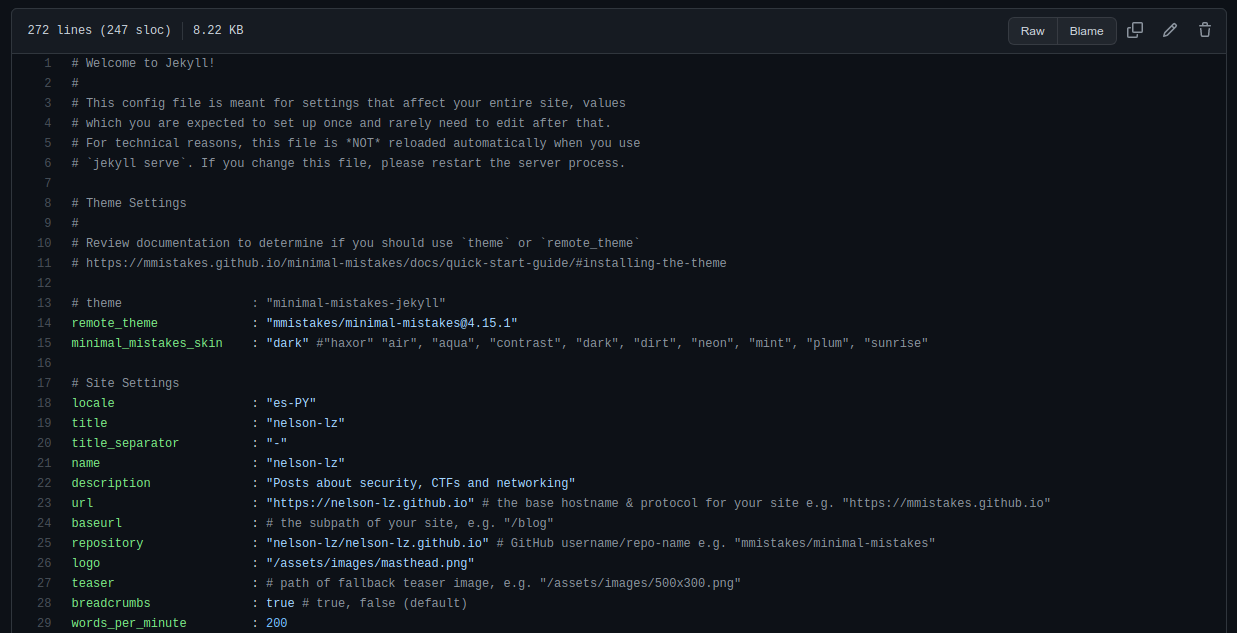 272 lines (247 sloc) 8.22 KB Raw Blame
1 # Welcome to Jekyll!
2 #
3 # This config file is meant for settings that affect your entire site, values
4 # which you are expected to set up once and rarely need to edit after that.
5 # For technical reasons, this file is *NOT* reloaded automatically when you use
6 # `jekyll serve`. If you change this file, please restart the server process.
7
8 # Theme Settings
9 #
10 # Review documentation to determine if you should use `theme` or `remote_theme`
11 # https://mmistakes.github.io/minimal-mistakes/docs/quick-start-guide/#installing-the-theme
12
13 # theme : "minimal-mistakes-jekyll"
14 remote_theme : "mmistakes/minimal-mistakes@4.15.1"
15 minimal_mistakes_skin : "dark" #"haxor" "air", "aqua", "contrast", "dark", "dirt", "neon", "mint", "plum", "sunrise"
16
17 # Site Settings
18 locale : "es-PY"
19 title : "nelson-lz"
20 title_separator : "-"
21 name : "nelson-lz"
22 description : "Posts about security, CTFs and networking"
23 url : "https://nelson-lz.github.io" # the base hostname & protocol for your site e.g. "https://mmistakes.github.io"
24 baseurl : # the subpath of your site, e.g. "/blog"
25 repository : "nelson-lz/nelson-lz.github.io" # GitHub username/repo-name e.g. "mmistakes/minimal-mistakes"
26 logo : "/assets/images/masthead.png"
27 teaser : # path of fallback teaser image, e.g. "/assets/images/500x300.png"
28 breadcrumbs : true # true, false (default)
29 words_per_minute : 200